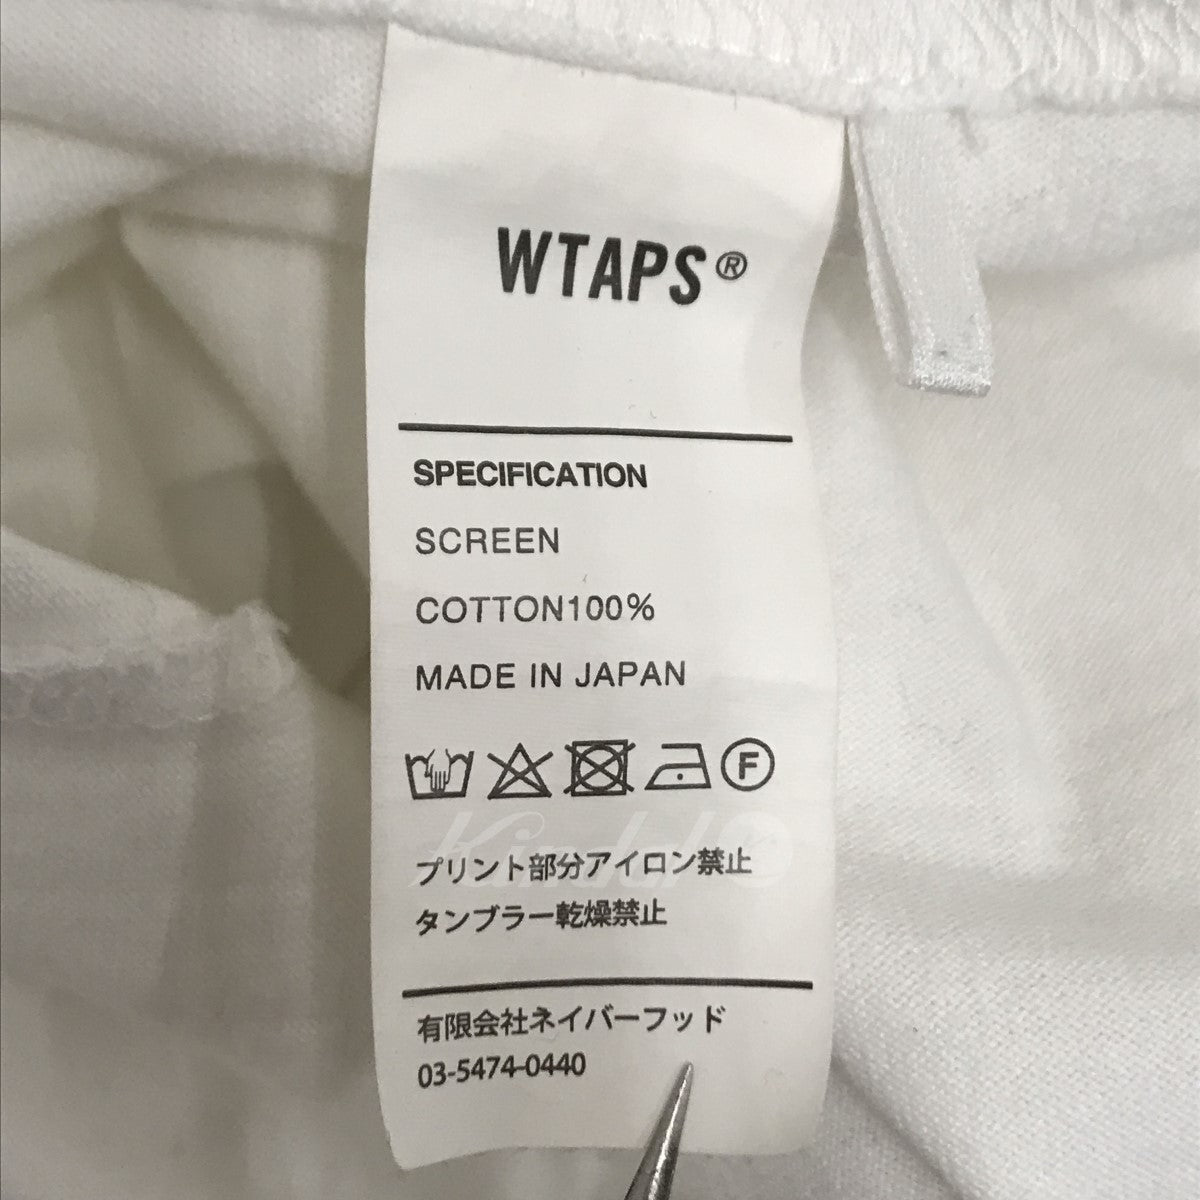 WTAPS®
SPECIFICATION
SCREEN
COTTON100%
MADE IN JAPAN
F
プリント部分アイロン禁止
タンブラー乾燥禁止
有限会社ネイバーフッド
03-5474-0440
Kindal